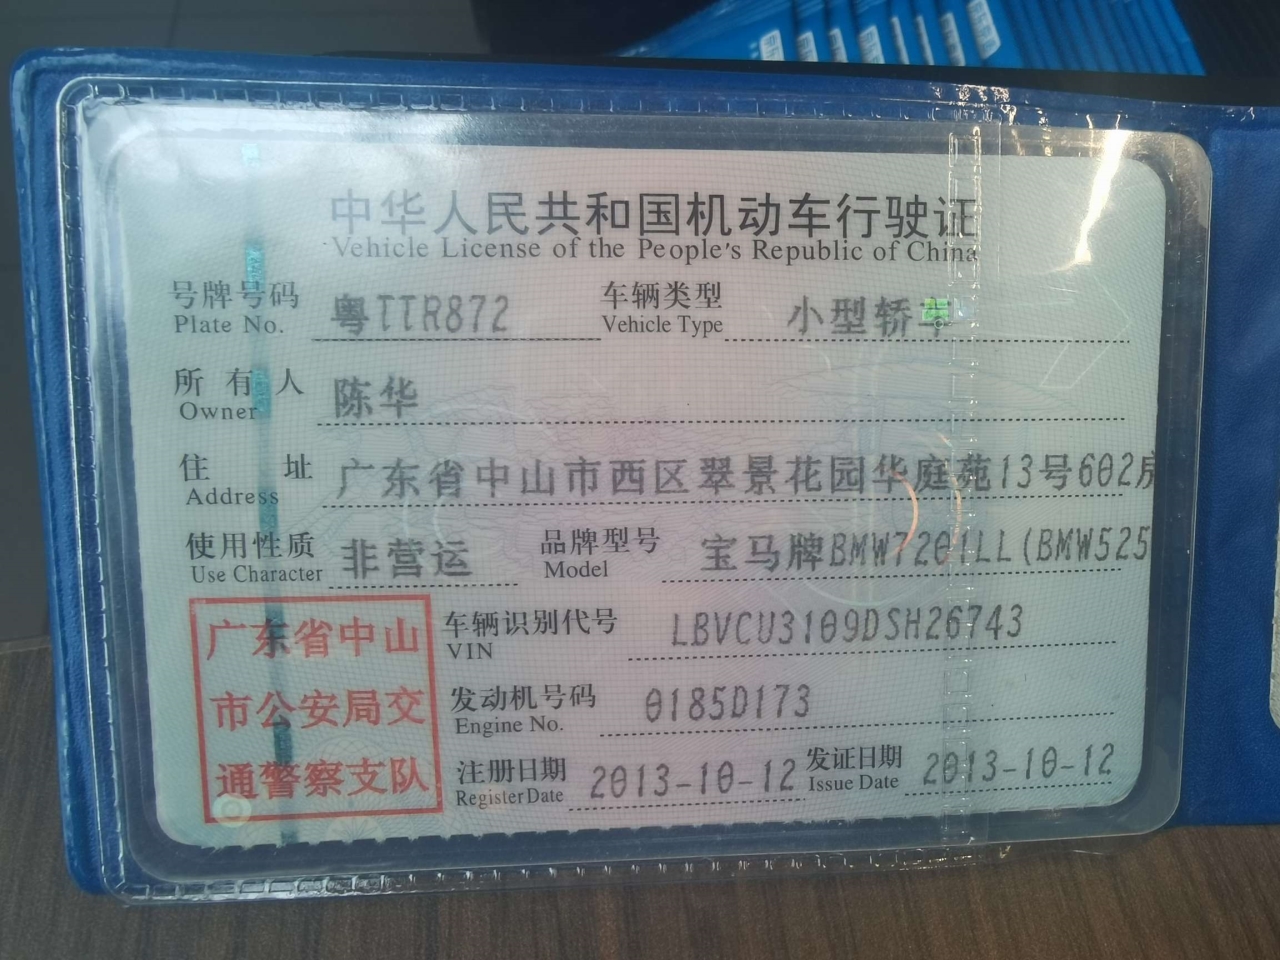 中华人民共和国机动车行驶证
Vehicle License of the People's Republic of China
号牌号码 粤TTR872 车辆类型 小型轿车
Plate No. Vehicle Type
所有人 陈华
Owner
住址 广东省中山市西区翠景花园华庭苑13号602房
Address
使用性质 非营运 品牌型号 宝马牌BMW7201LL(BMW525
Use Character Model
广东省中山
市公安局交
通警察支队
车辆识别代号 LBVCU3109DSH26743
VIN
发动机号码 0185D173
Engine No.
注册日期 2013-10-12 发证日期 2013-10-12
Register Date Issue Date